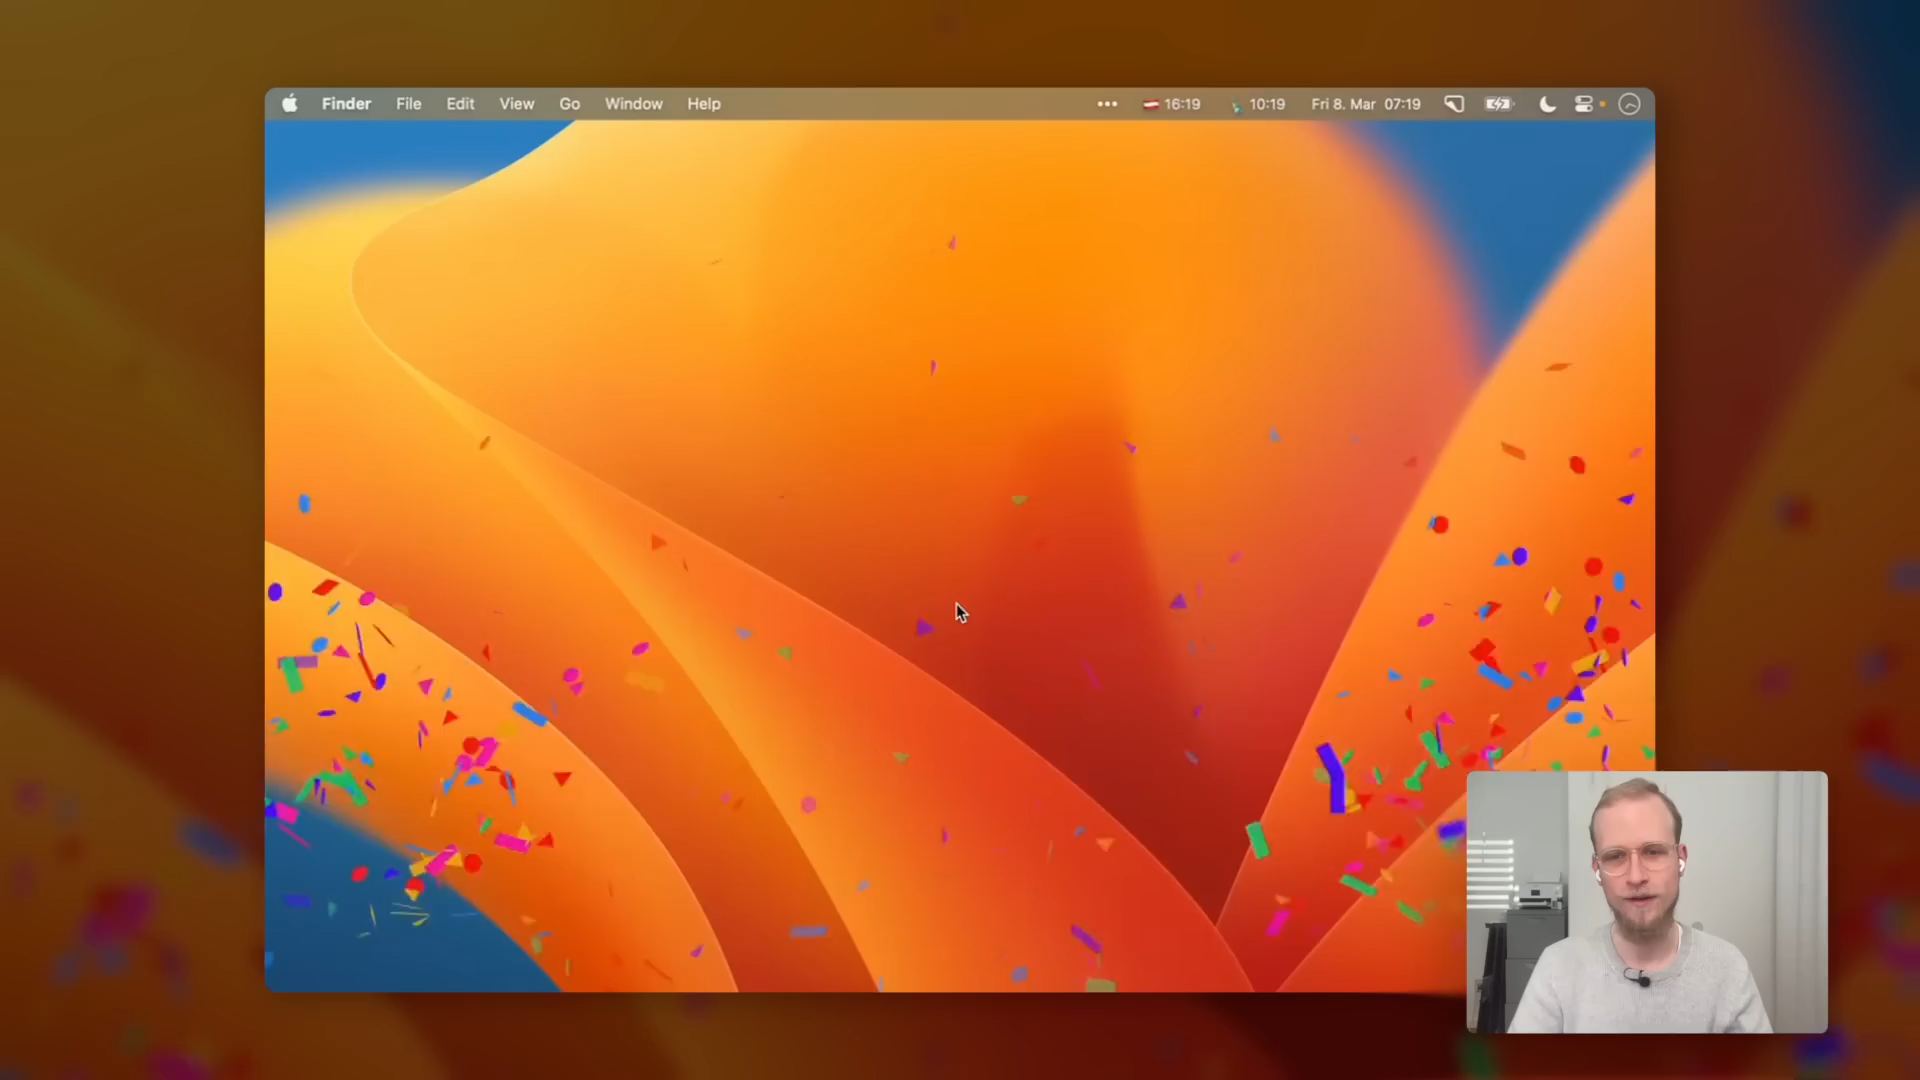 Finder File Edit View Go Window Help ••• 16:19 10:19 Fri 8. Mar 07:19